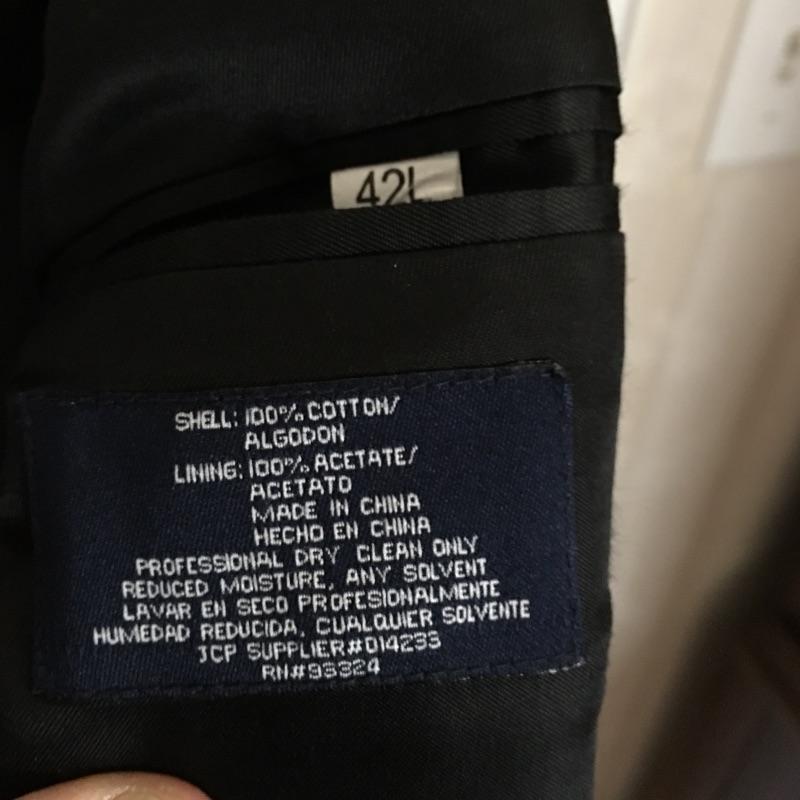 42L
SHELL: 100% COTTON/
ALGODON
LINING: 100% ACETATE/
ACETATO
MADE IN CHINA
HECHO EN CHINA
PROFESSIONAL DRY CLEAN ONLY
REDUCED MOISTURE, ANY SOLVENT
LAVAR EN SECO PROFESIONALMENTE
HUMEDAD REDUCIDA, CUALQUIER SOLVENTE
JCP SUPPLIER#014233
RN#93324